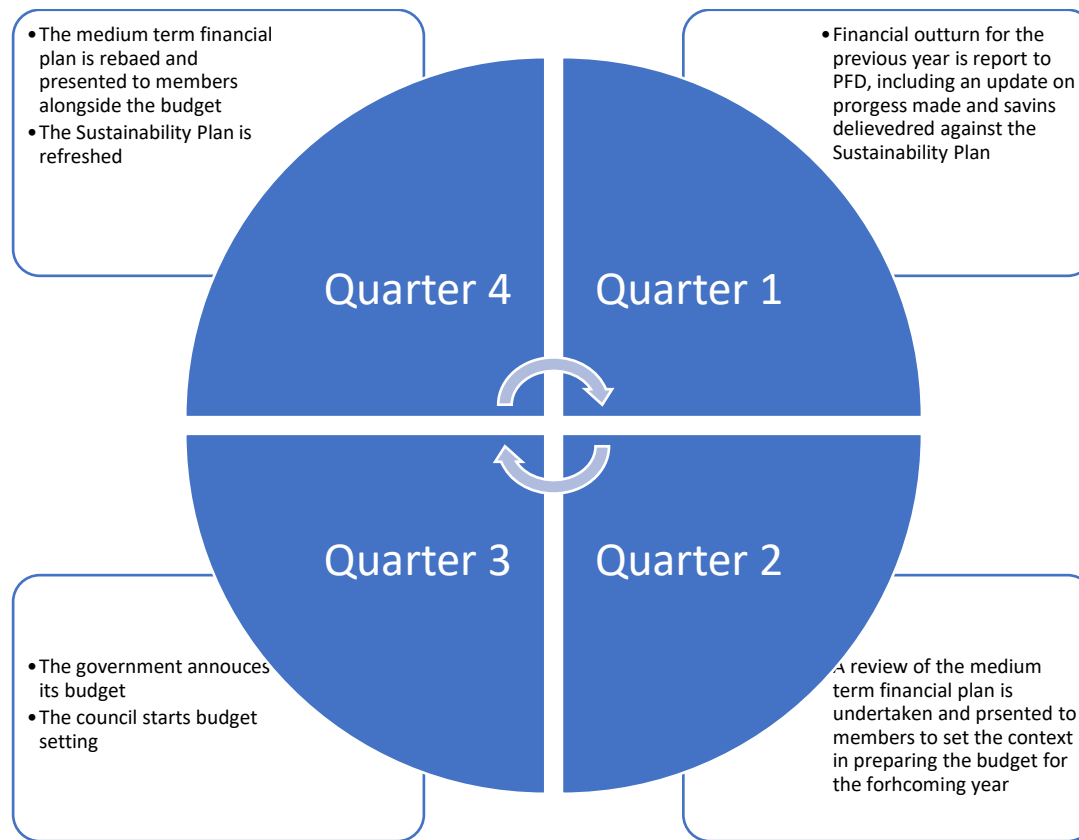 •The medium term financial
plan is rebaed and
presented to members
alongside the budget
•The Sustainability Plan is
refreshed
•Financial outturn for the
previous year is report to
PFD, including an update on
prorgess made and savins
delievedred against the
Sustainability Plan
Quarter 4
Quarter 1
Quarter 3
Quarter 2
•The government annouces
its budget
•The council starts budget
setting
A review of the medium
term financial plan is
undertaken and prsented to
members to set the context
in preparing the budget for
the forhcoming year